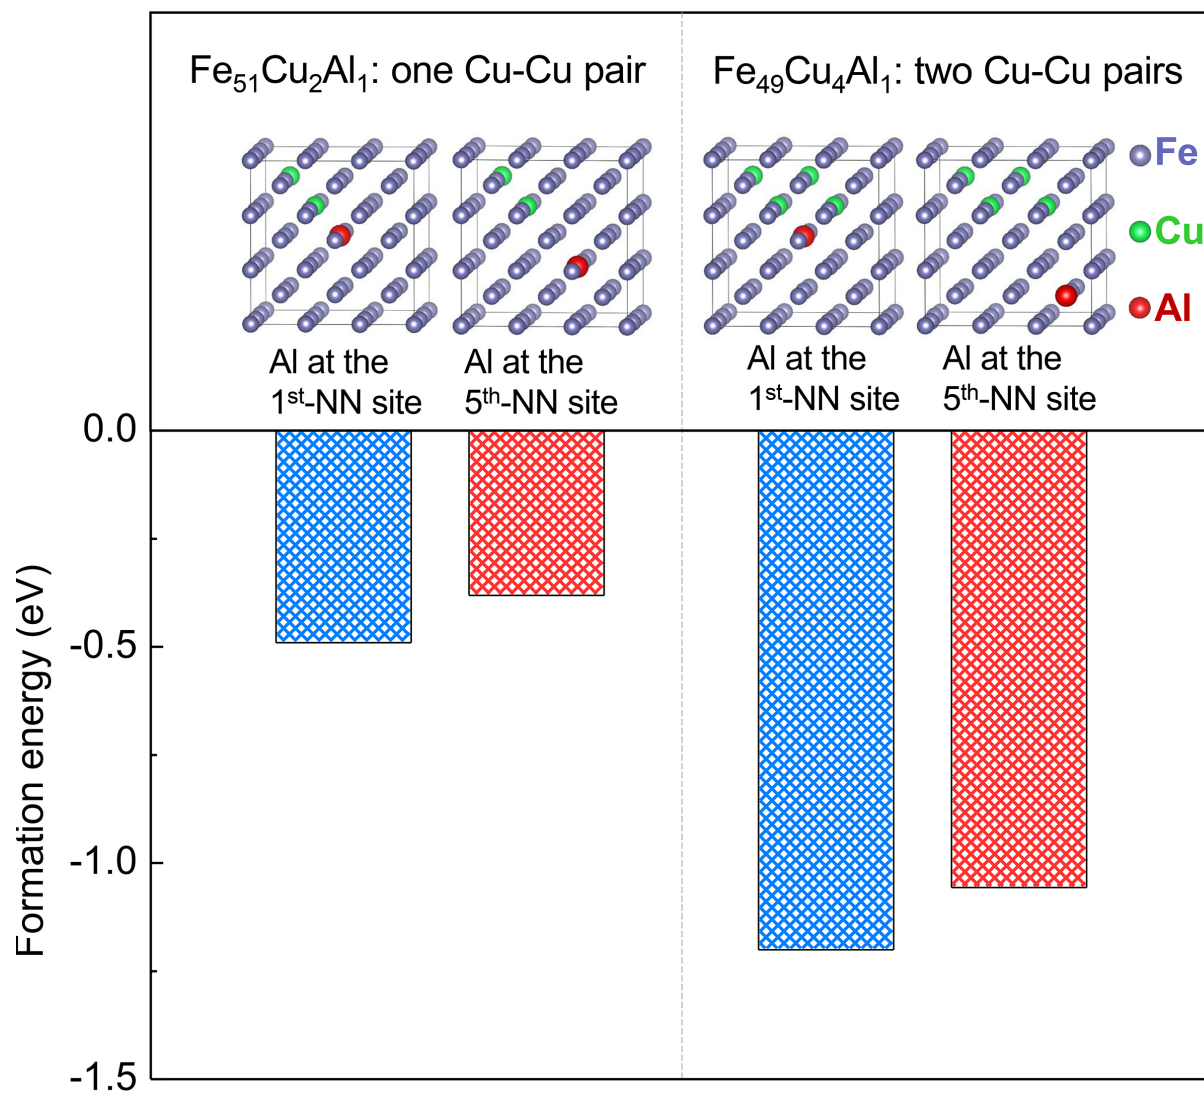 Fe₅₁Cu₂Al₁: one Cu-Cu pair
Fe₄₉Cu₄Al₁: two Cu-Cu pairs
Fe
Cu
Al
Al at the
1ˢᵗ-NN site
Al at the
5ᵗʰ-NN site
Al at the
1ˢᵗ-NN site
Al at the
5ᵗʰ-NN site
Formation energy (eV)
0.0
-0.5
-1.0
-1.5